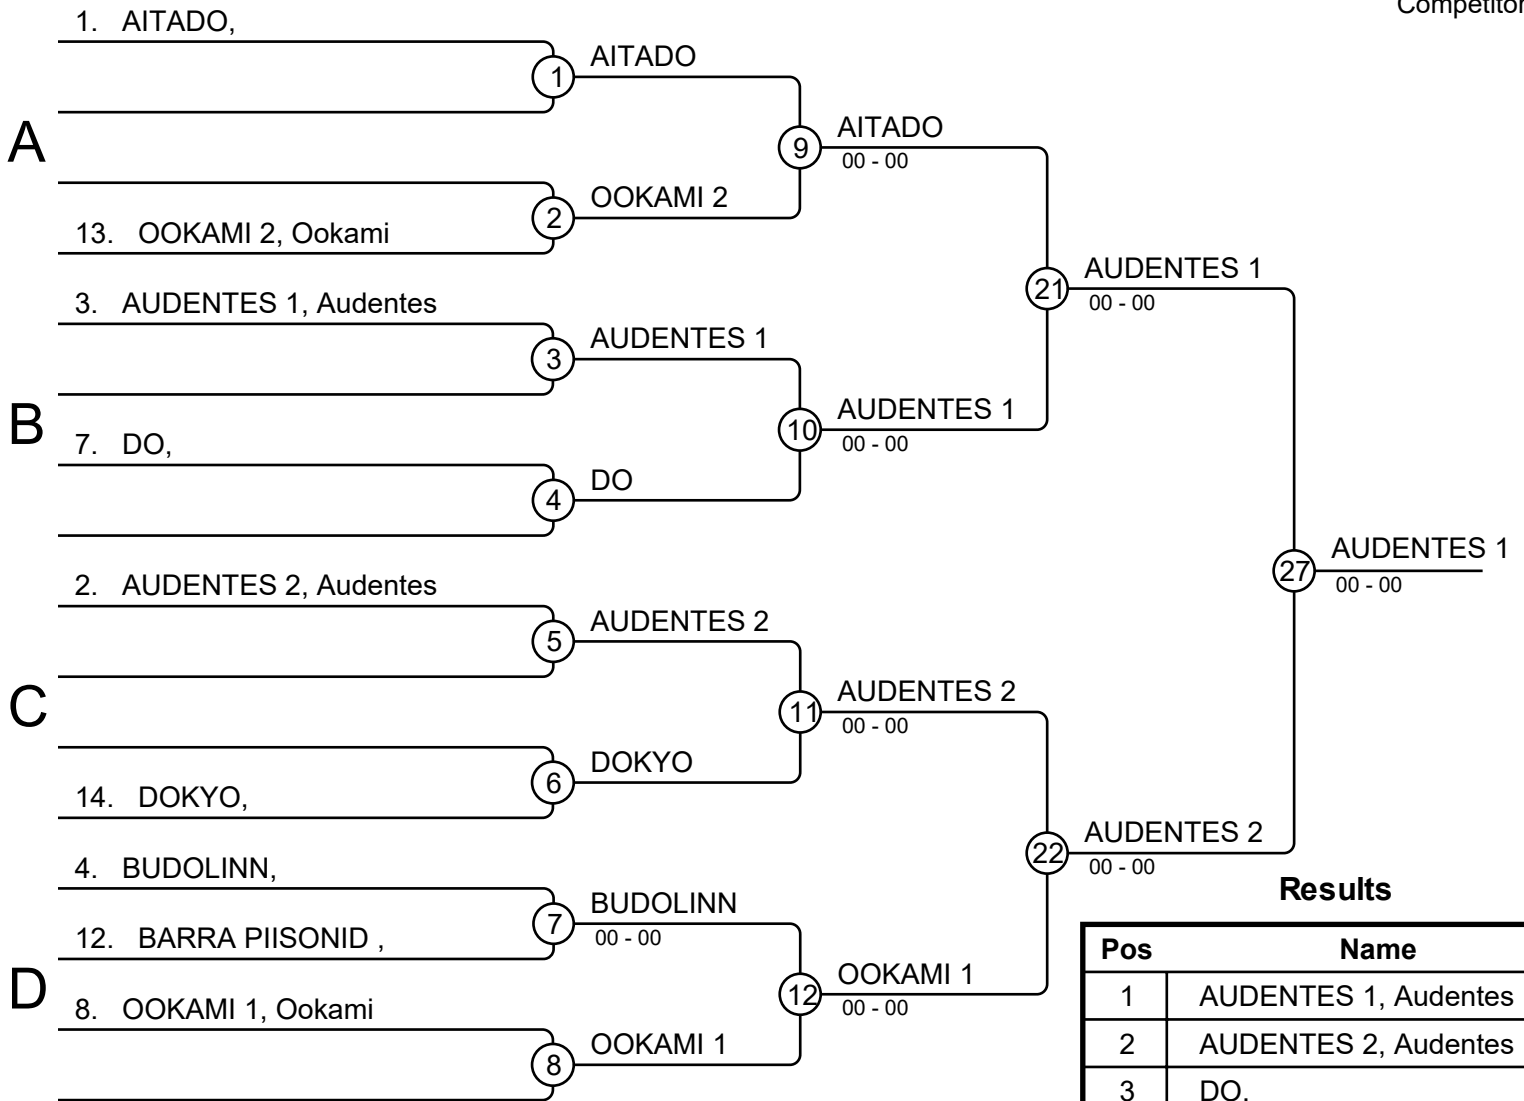 Competitor
1. AITADO,
1
AITADO
A
9
AITADO
00 - 00
13. OOKAMI 2, Ookami
2
OOKAMI 2
21
AUDENTES 1
00 - 00
3. AUDENTES 1, Audentes
3
AUDENTES 1
B
10
AUDENTES 1
00 - 00
7. DO,
4
DO
27
AUDENTES 1
00 - 00
2. AUDENTES 2, Audentes
5
AUDENTES 2
C
11
AUDENTES 2
00 - 00
14. DOKYO,
6
DOKYO
22
AUDENTES 2
00 - 00
4. BUDOLINN,
12. BARRA PIISONID ,
7
BUDOLINN
00 - 00
D
12
OOKAMI 1
00 - 00
8. OOKAMI 1, Ookami
8
OOKAMI 1
Results
Pos Name
1 AUDENTES 1, Audentes
2 AUDENTES 2, Audentes
3 DO,